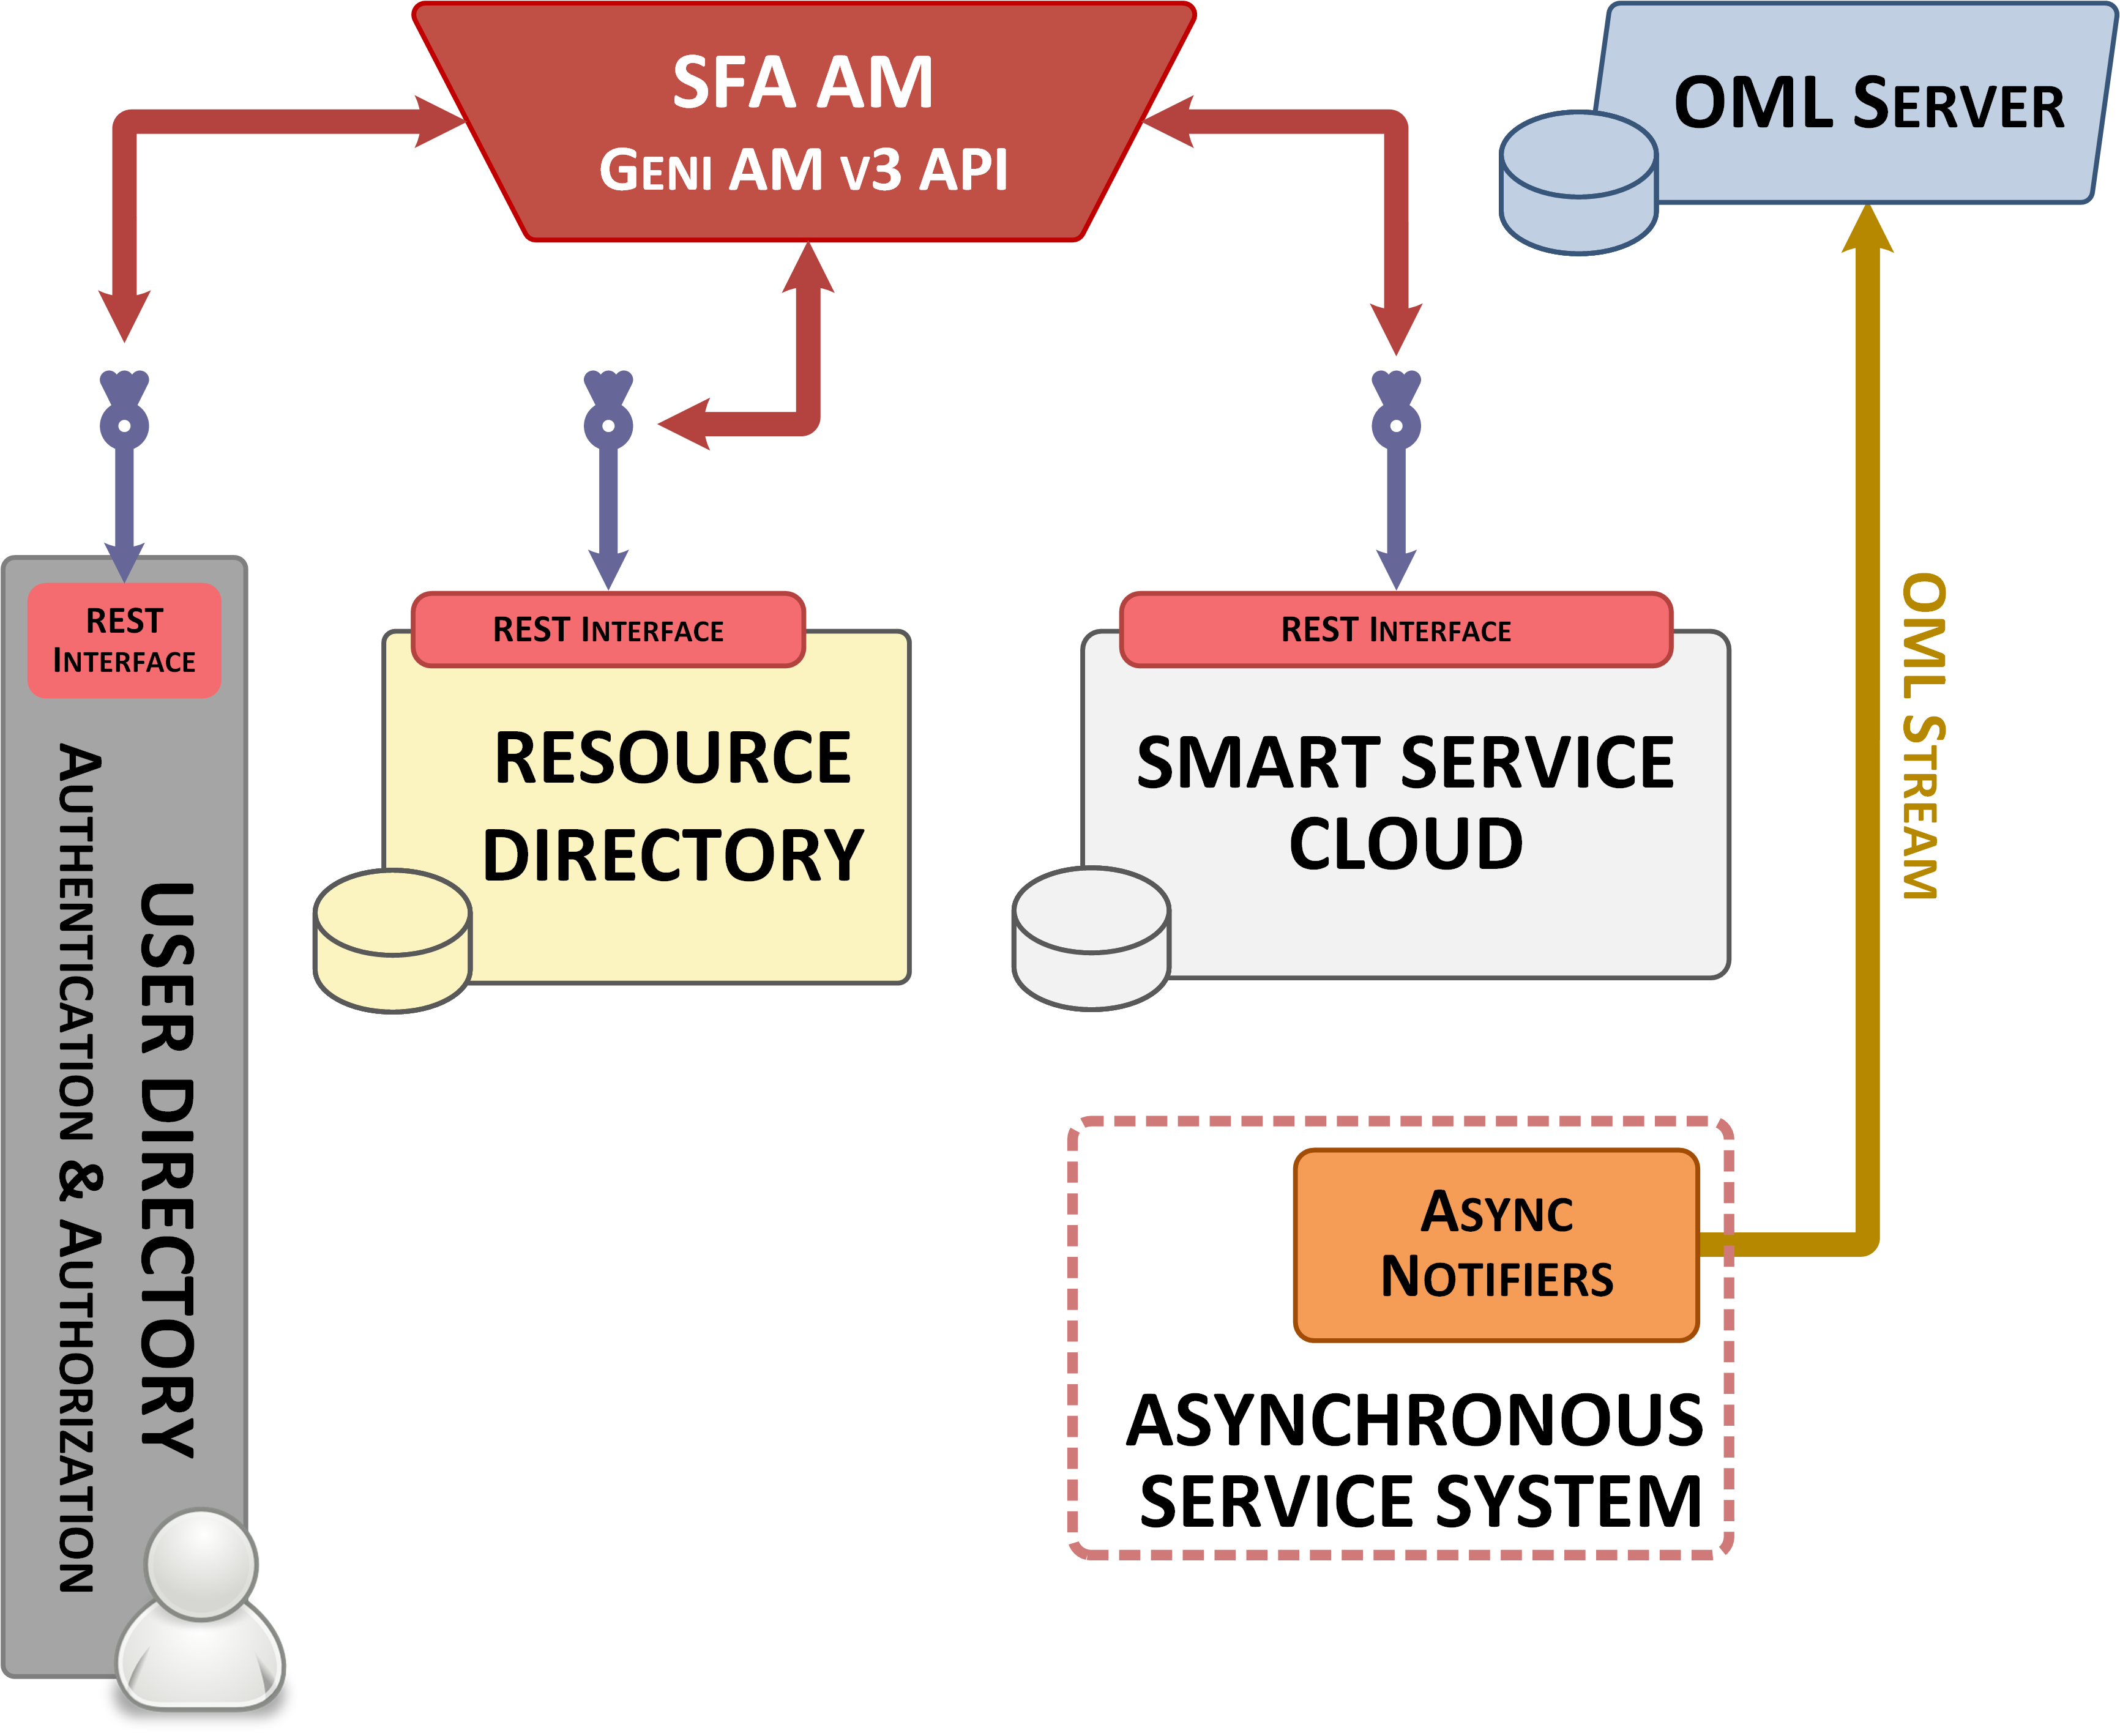 SFA AM
GENI AM V3 API
OML SERVER
REST
INTERFACE
AUTHENTICATION & AUTHORIZATION
USER DIRECTORY
REST INTERFACE
RESOURCE
DIRECTORY
REST INTERFACE
SMART SERVICE
CLOUD
OML STREAM
ASYNC
NOTIFIERS
ASYNCHRONOUS
SERVICE SYSTEM